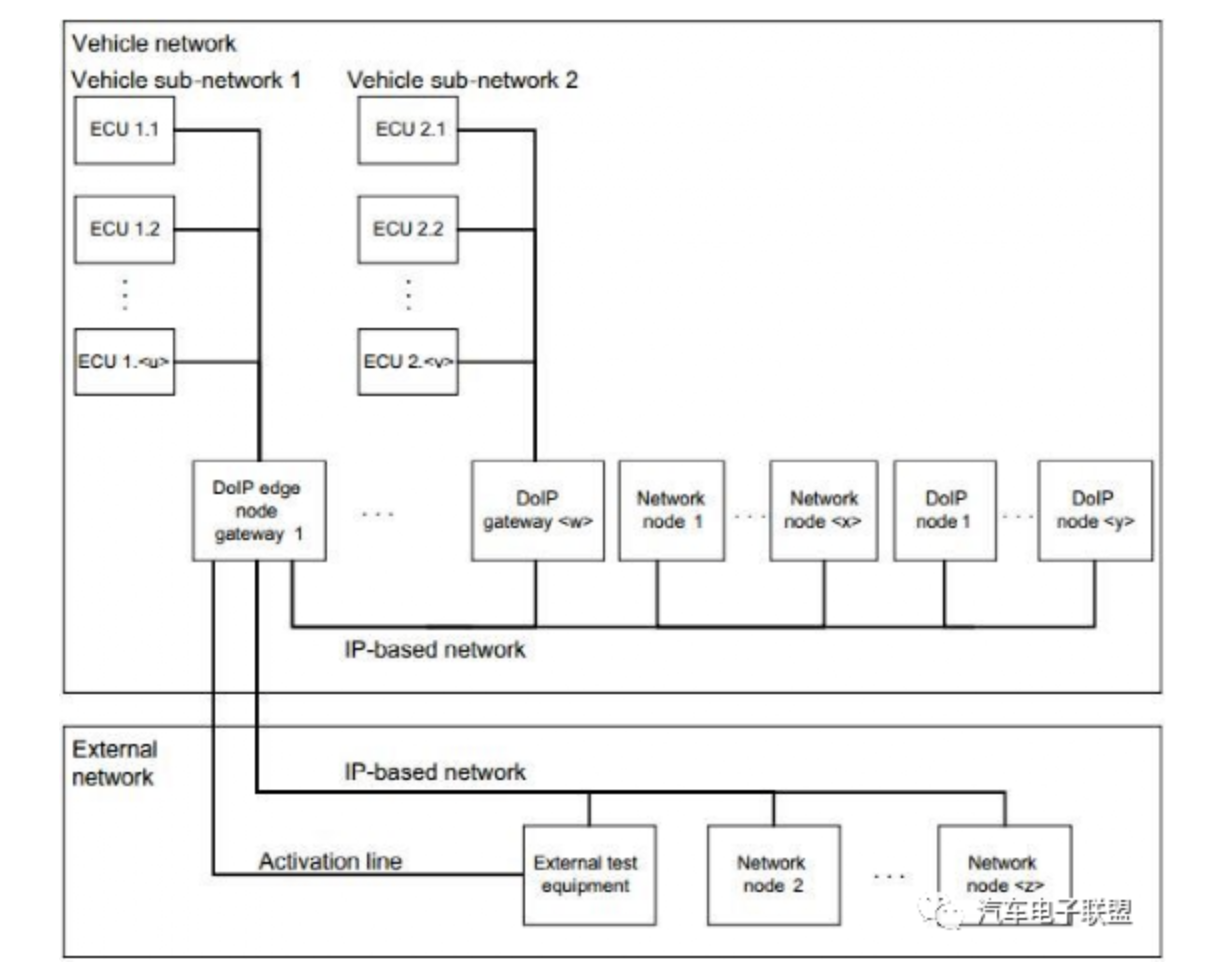 Vehicle network
Vehicle sub-network 1
Vehicle sub-network 2
ECU 1.1
ECU 2.1
ECU 1.2
ECU 2.2
ECU 1.<u>
ECU 2.<v>
DoIP edge
node
gateway 1
. . .
DoIP
gateway <w>
Network
node 1
. . .
Network
node <x>
DoIP
node 1
. . .
DoIP
node <y>
IP-based network
External
network
IP-based network
Activation line
External test
equipment
Network
node 2
. . .
Network
node <z>
汽车电子联盟